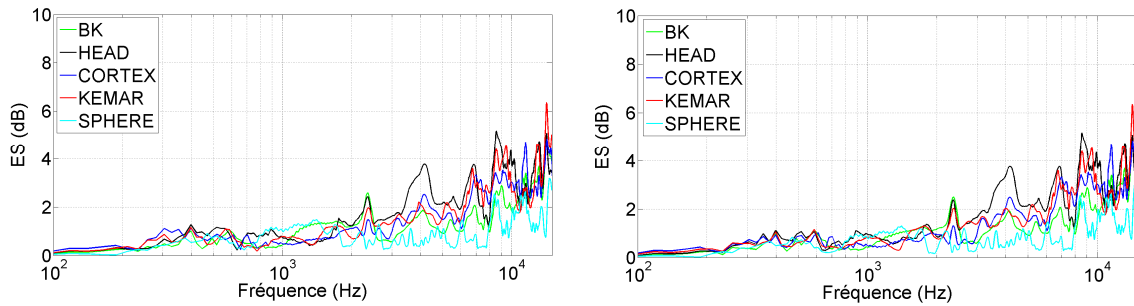 10
8
6
4
2
0
ES (dB)
BK
HEAD
CORTEX
KEMAR
SPHERE
10²
10³
10⁴
Fréquence (Hz)
10
8
6
4
2
0
ES (dB)
BK
HEAD
CORTEX
KEMAR
SPHERE
10²
10³
10⁴
Fréquence (Hz)